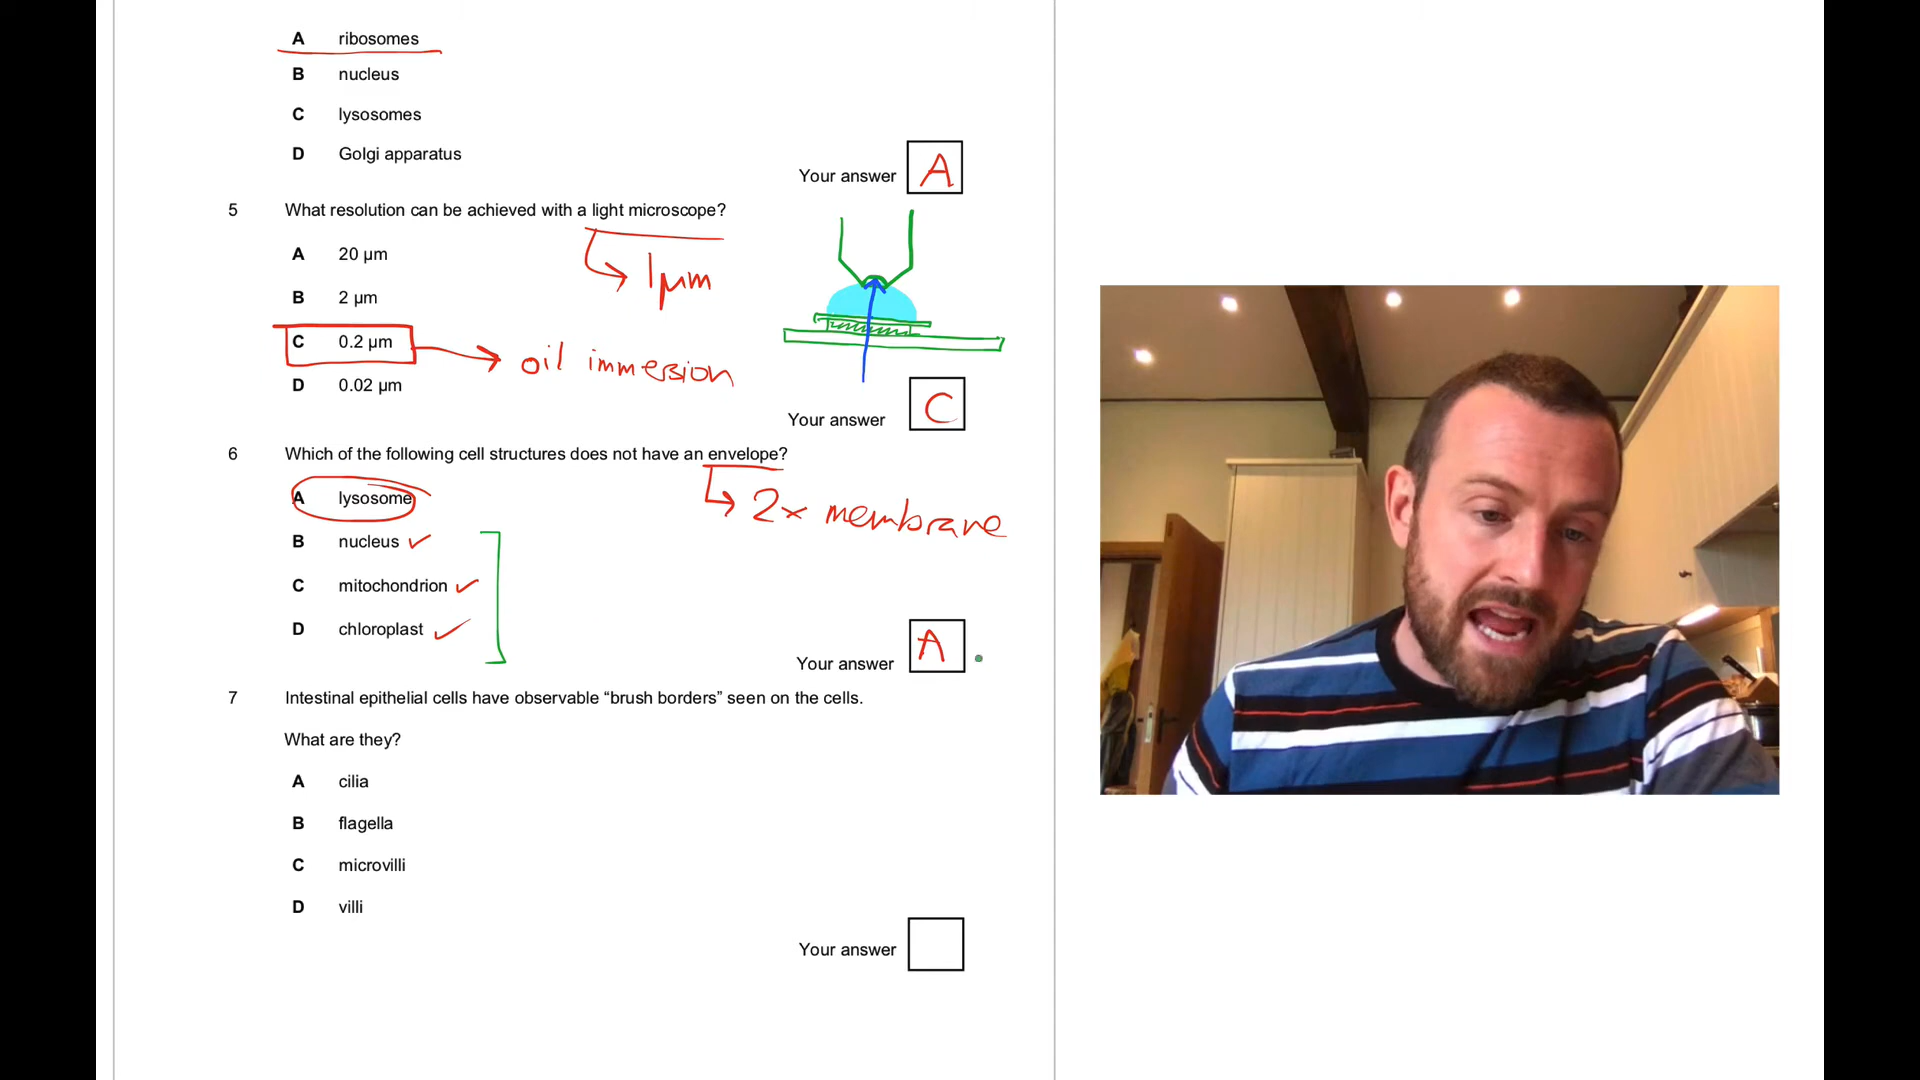 A ribosomes
B nucleus
C lysosomes
D Golgi apparatus
Your answer A
5 What resolution can be achieved with a light microscope?
A 20 µm
1µm
B 2 µm
C 0.2 µm
oil immersion
D 0.02 µm
Your answer C
6 Which of the following cell structures does not have an envelope?
A lysosome
2x membrane
B nucleus
C mitochondrion
D chloroplast
Your answer A
7 Intestinal epithelial cells have observable “brush borders” seen on the cells.
What are they?
A cilia
B flagella
C microvilli
D villi
Your answer